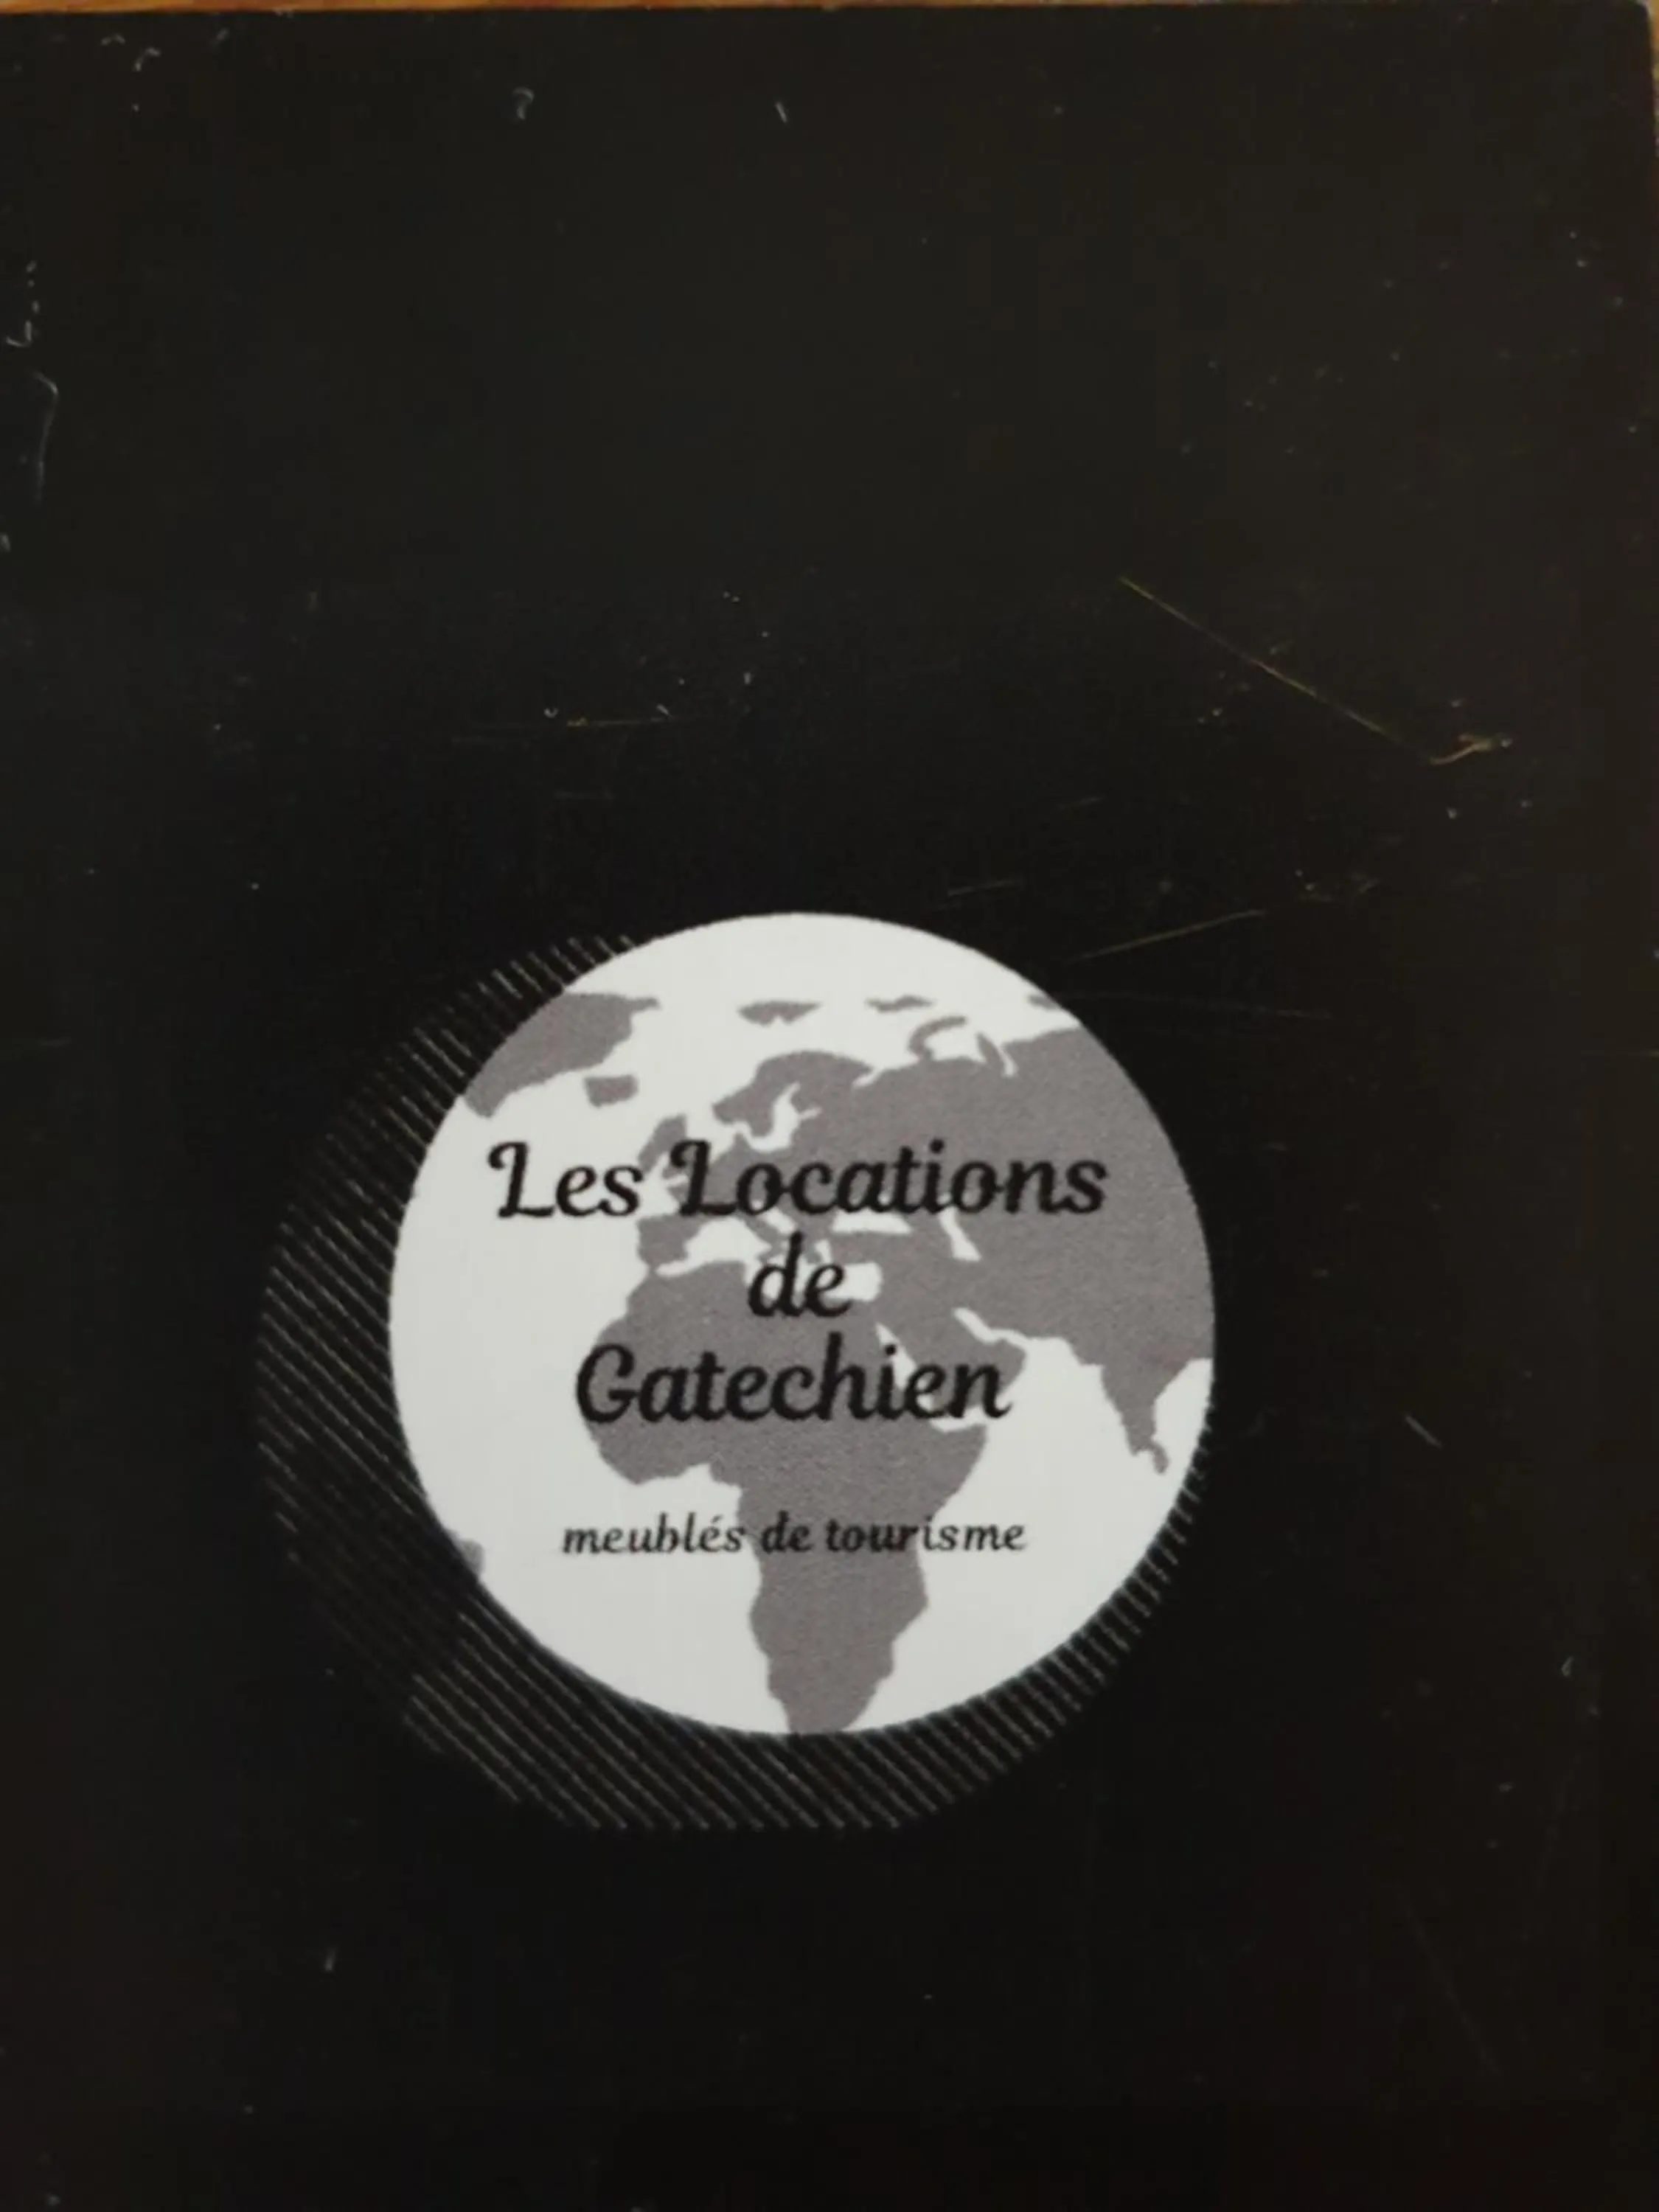 Les Locations
de
Gatechien
meublés de tourisme